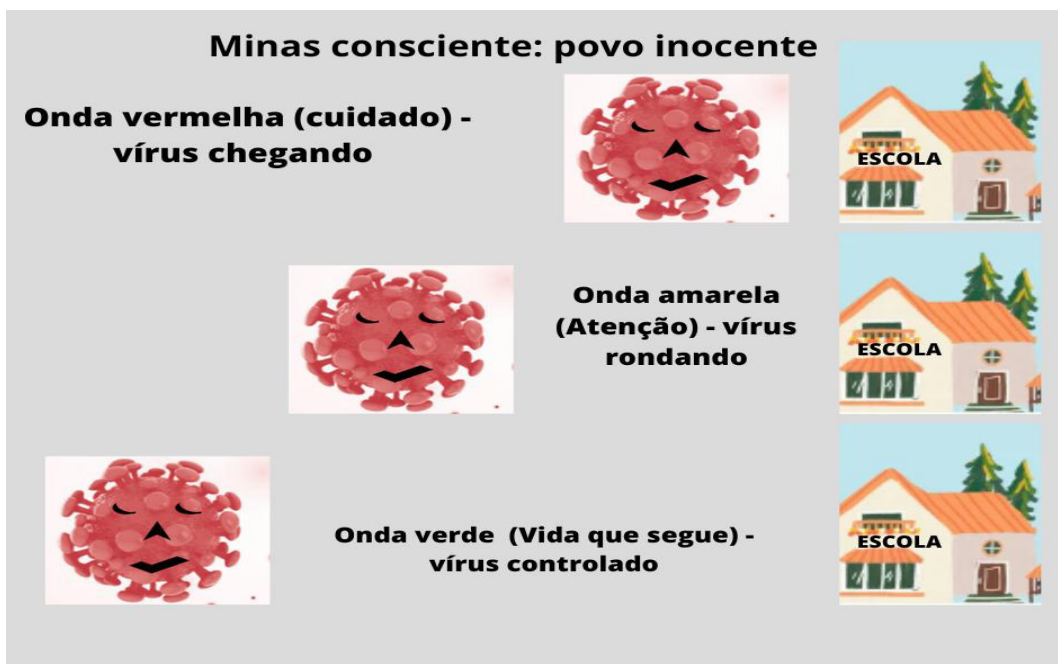 Minas consciente: povo inocente
Onda vermelha (cuidado) -
vírus chegando
ESCOLA
Onda amarela
(Atenção) - vírus
rondando
ESCOLA
Onda verde (Vida que segue) -
vírus controlado
ESCOLA